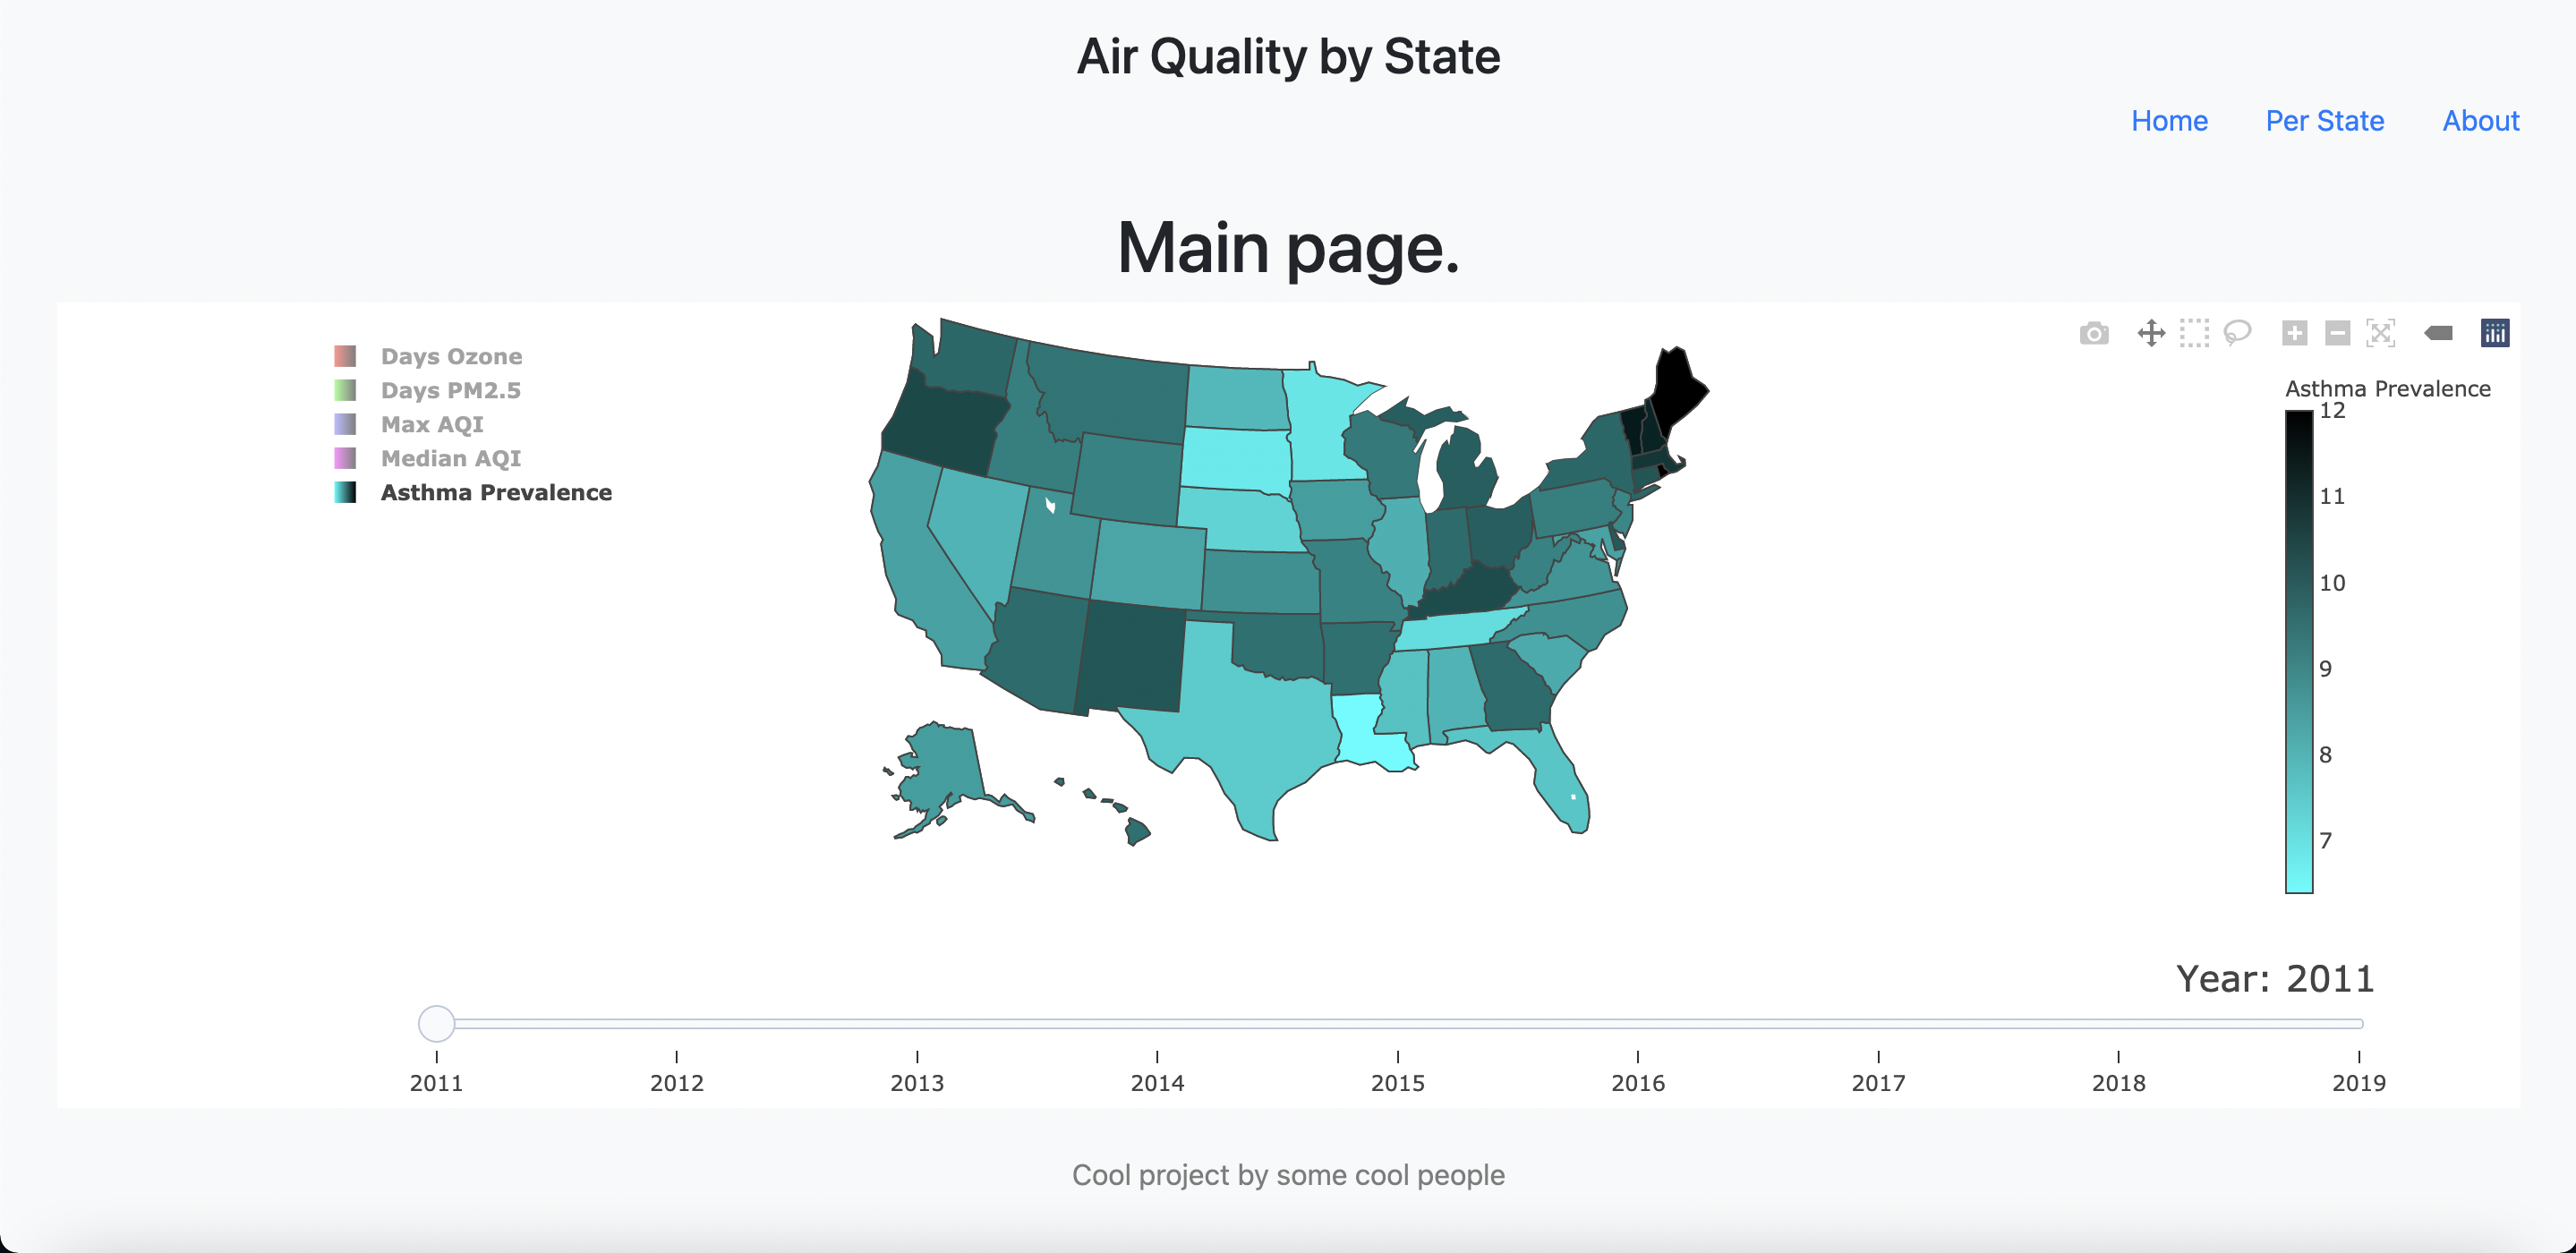 Air Quality by State
Home Per State About
Main page.
Days Ozone
Days PM2.5
Max AQI
Median AQI
Asthma Prevalence
Asthma Prevalence
12
11
10
9
8
7
Year: 2011
2011 2012 2013 2014 2015 2016 2017 2018 2019
Cool project by some cool people